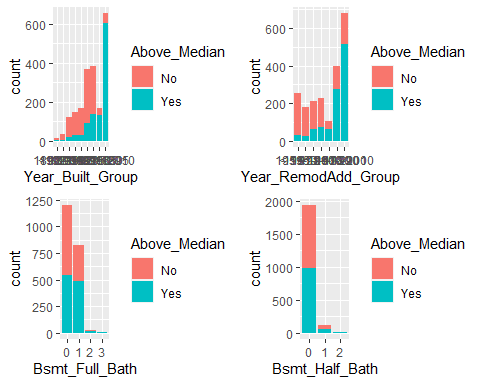 600
400
200
0
count
Year_Built_Group
Above_Median
No
Yes
600
400
200
0
count
Year_RemodAdd_Group
Above_Median
No
Yes
1250
1000
750
500
250
0
count
0 1 2 3
Bsmt_Full_Bath
Above_Median
No
Yes
2000
1500
1000
500
0
count
0 1 2
Bsmt_Half_Bath
Above_Median
No
Yes